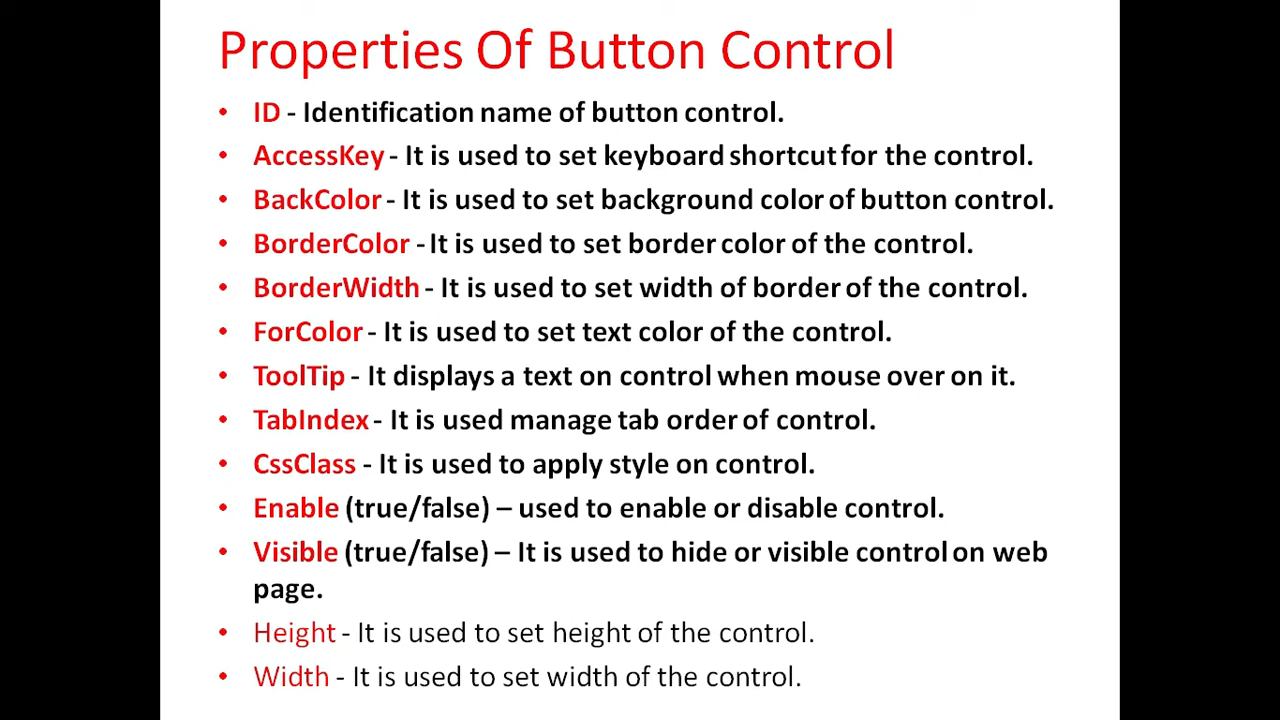 Properties Of Button Control
• ID - Identification name of button control.
• AccessKey - It is used to set keyboard shortcut for the control.
• BackColor - It is used to set background color of button control.
• BorderColor - It is used to set border color of the control.
• BorderWidth - It is used to set width of border of the control.
• ForColor - It is used to set text color of the control.
• ToolTip - It displays a text on control when mouse over on it.
• TabIndex - It is used manage tab order of control.
• CssClass - It is used to apply style on control.
• Enable (true/false) – used to enable or disable control.
• Visible (true/false) – It is used to hide or visible control on web
page.
• Height - It is used to set height of the control.
• Width - It is used to set width of the control.